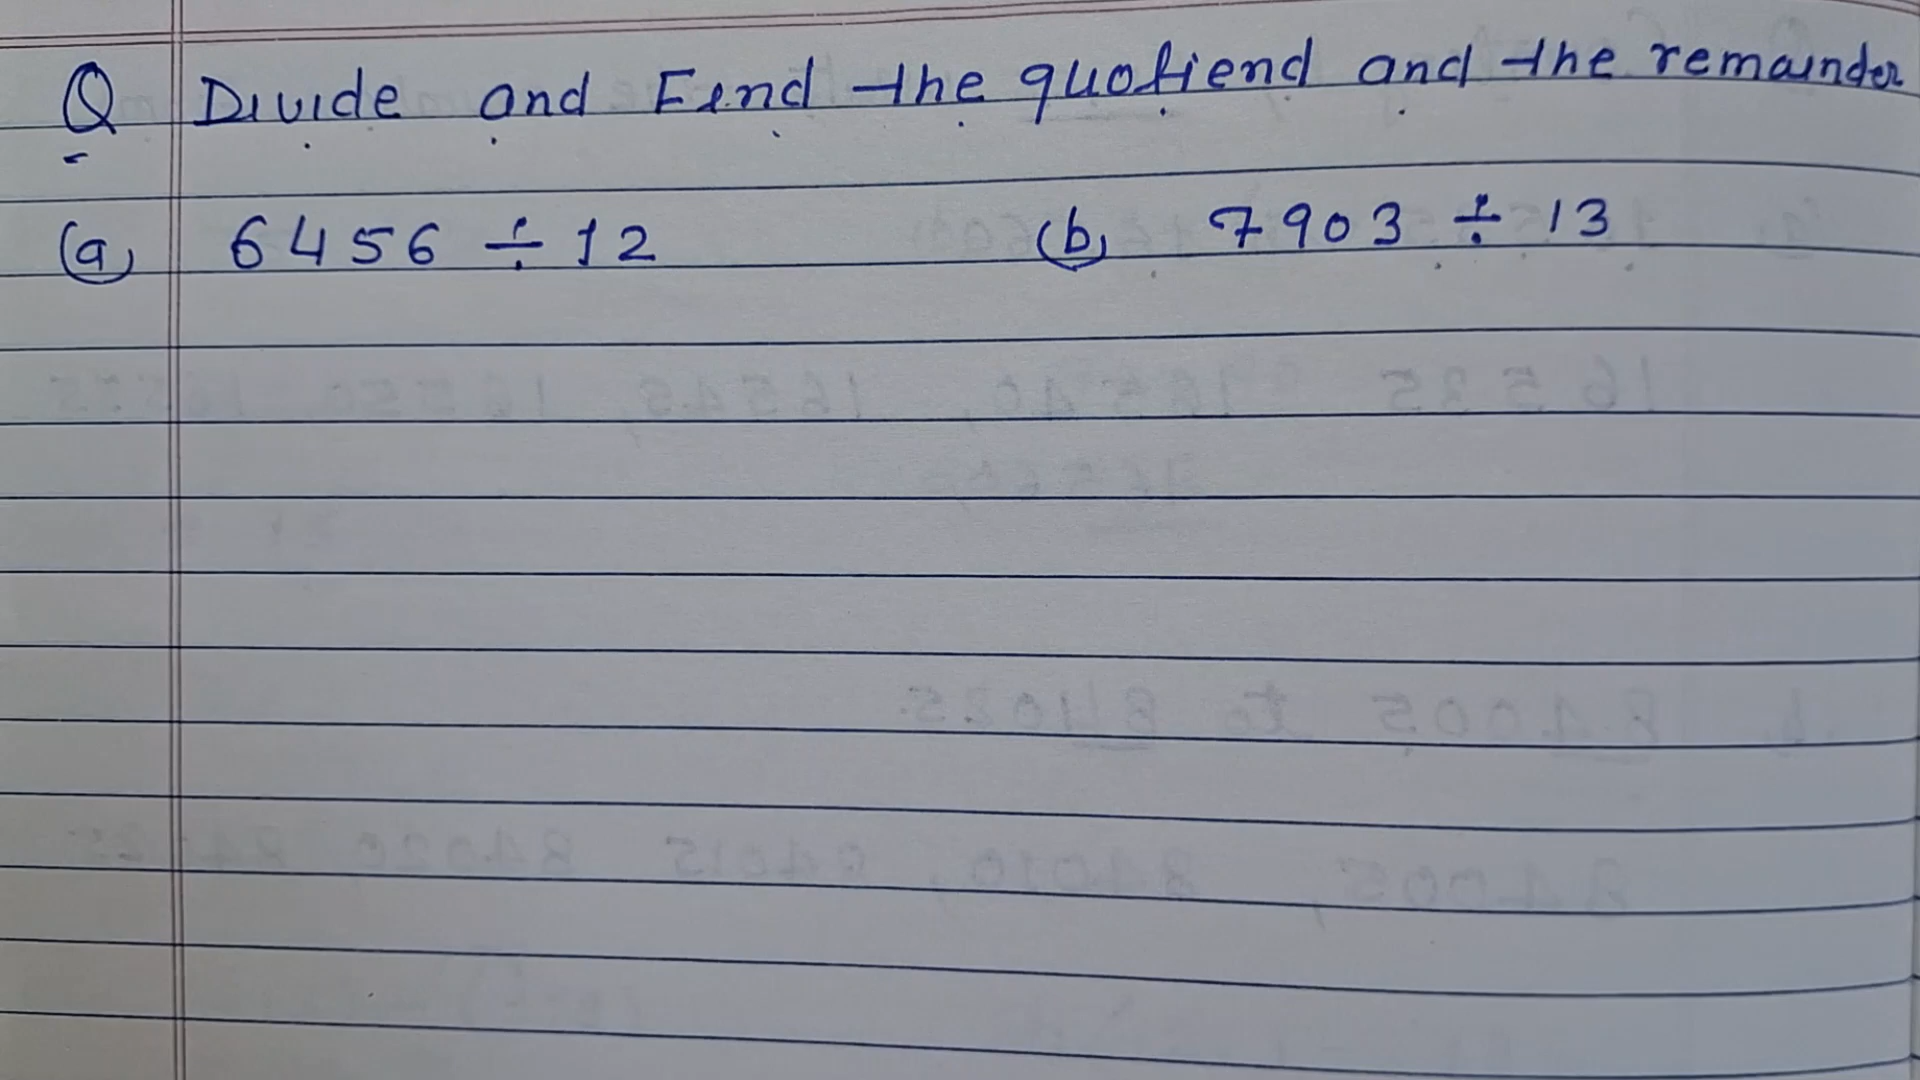 Q Divide and Find the quotiend and the remainder
(a) 6456 ÷ 12 (b) 7903 ÷ 13